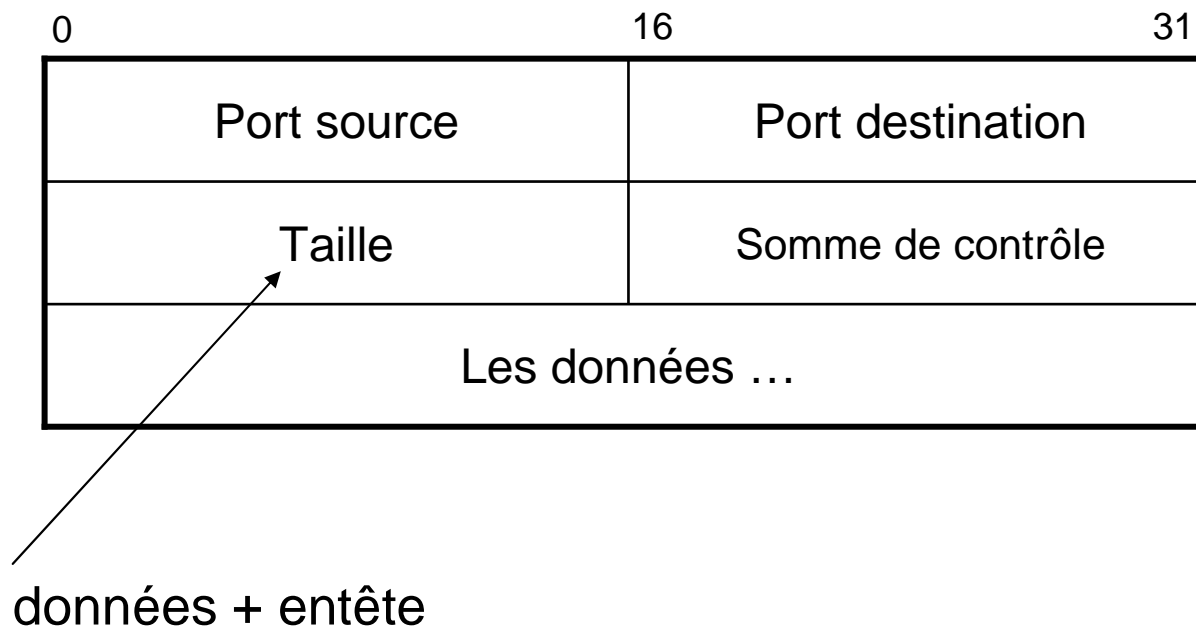 0 16 31
Port source Port destination
Taille Somme de contrôle
Les données …
données + entête